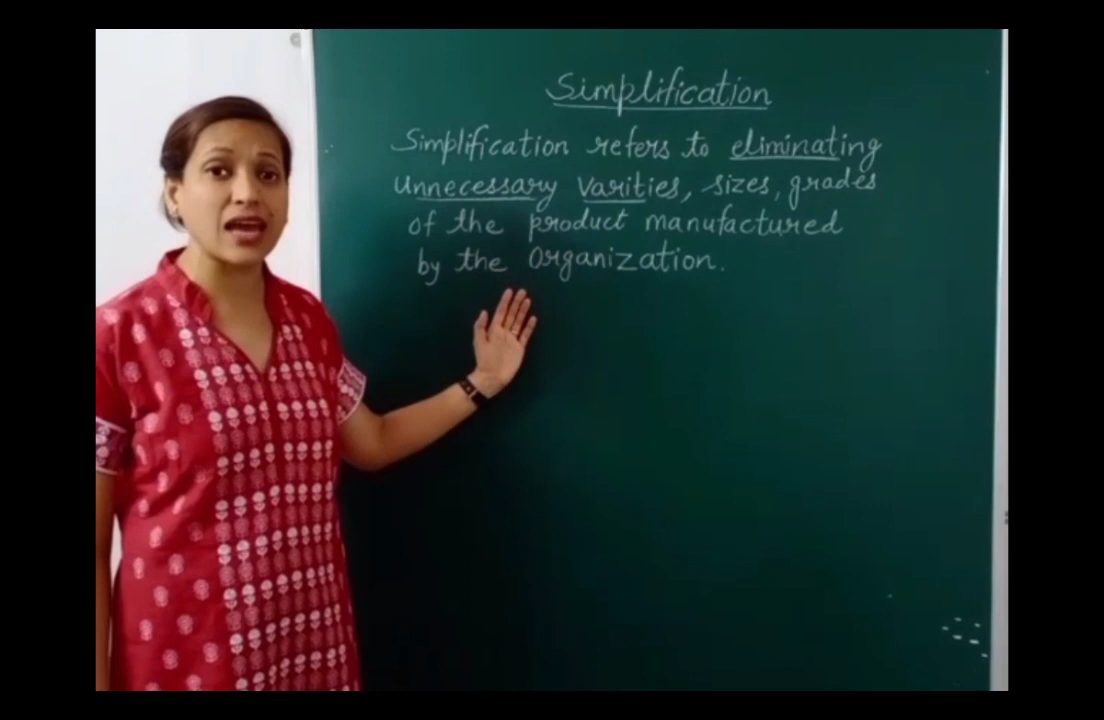 Simplification
Simplification refers to eliminating
unnecessary varities, sizes, grades
of the product manufactured
by the Organization.